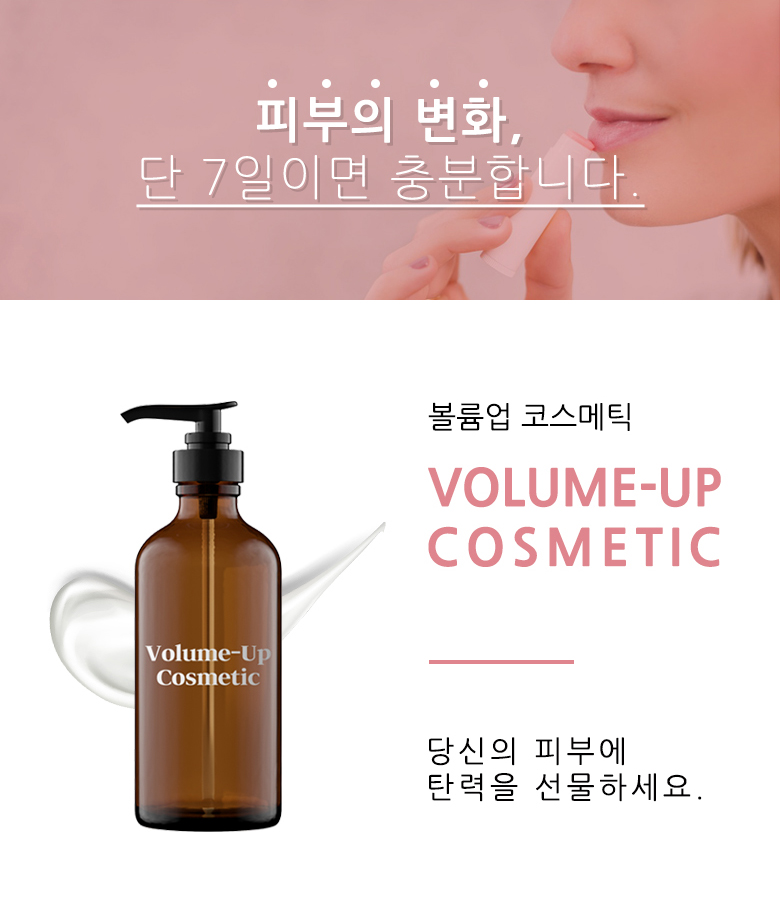 피부의 변화,
단 7일이면 충분합니다.
볼륨업 코스메틱
VOLUME-UP
COSMETIC
Volume-Up
Cosmetic
당신의 피부에
탄력을 선물하세요.